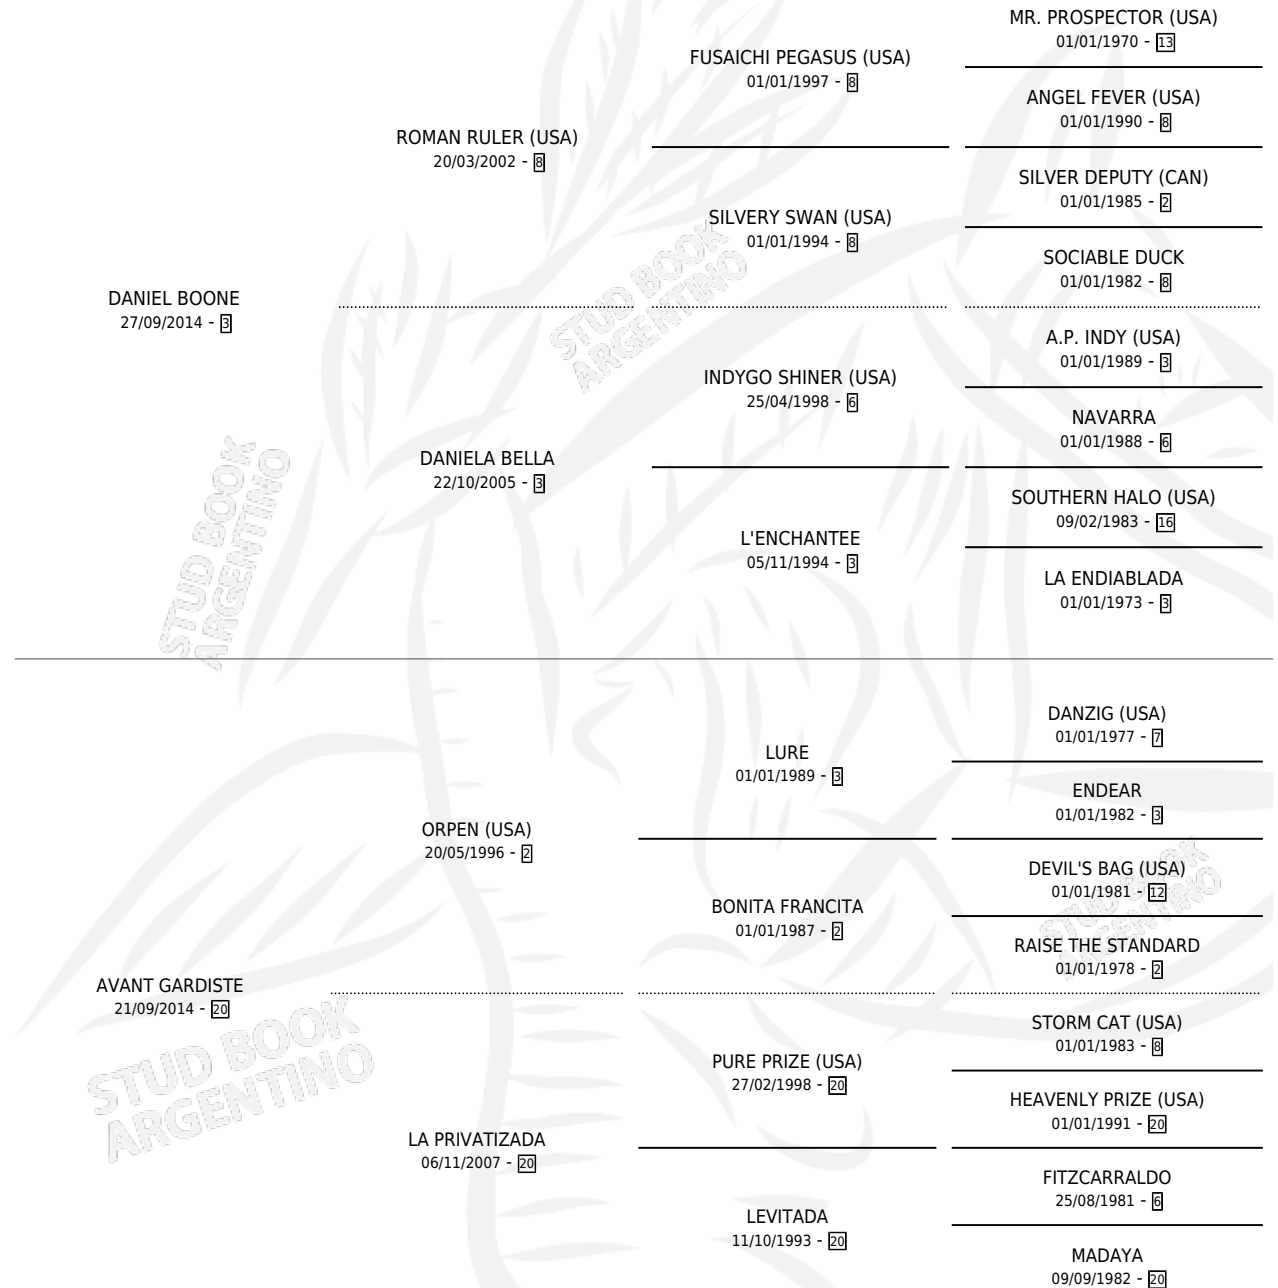 MR. PROSPECTOR (USA)
01/01/1970 - 13
FUSAICHI PEGASUS (USA)
01/01/1997 - 8
ANGEL FEVER (USA)
01/01/1990 - 8
ROMAN RULER (USA)
20/03/2002 - 8
SILVER DEPUTY (CAN)
01/01/1985 - 2
SILVERY SWAN (USA)
01/01/1994 - 8
SOCIABLE DUCK
01/01/1982 - 8
DANIEL BOONE
27/09/2014 - 3
A.P. INDY (USA)
01/01/1989 - 3
INDYGO SHINER (USA)
25/04/1998 - 6
NAVARRA
01/01/1988 - 6
DANIELA BELLA
22/10/2005 - 3
SOUTHERN HALO (USA)
09/02/1983 - 16
L'ENCHANTEE
05/11/1994 - 3
LA ENDIABLADA
01/01/1973 - 3
STUD BOOK
ARGENTINO
STUD BOOK
ARGENTINO
DANZIG (USA)
01/01/1977 - 7
LURE
01/01/1989 - 3
ENDEAR
01/01/1982 - 3
ORPEN (USA)
20/05/1996 - 2
DEVIL'S BAG (USA)
01/01/1981 - 12
BONITA FRANCITA
01/01/1987 - 2
RAISE THE STANDARD
01/01/1978 - 2
STUD BOOK
ARGENTINO
AVANT GARDISTE
21/09/2014 - 20
STORM CAT (USA)
01/01/1983 - 8
PURE PRIZE (USA)
27/02/1998 - 20
HEAVENLY PRIZE (USA)
01/01/1991 - 20
LA PRIVATIZADA
06/11/2007 - 20
FITZCARRALDO
25/08/1981 - 6
LEVITADA
11/10/1993 - 20
MADAYA
09/09/1982 - 20
STUD BOOK
ARGENTINO